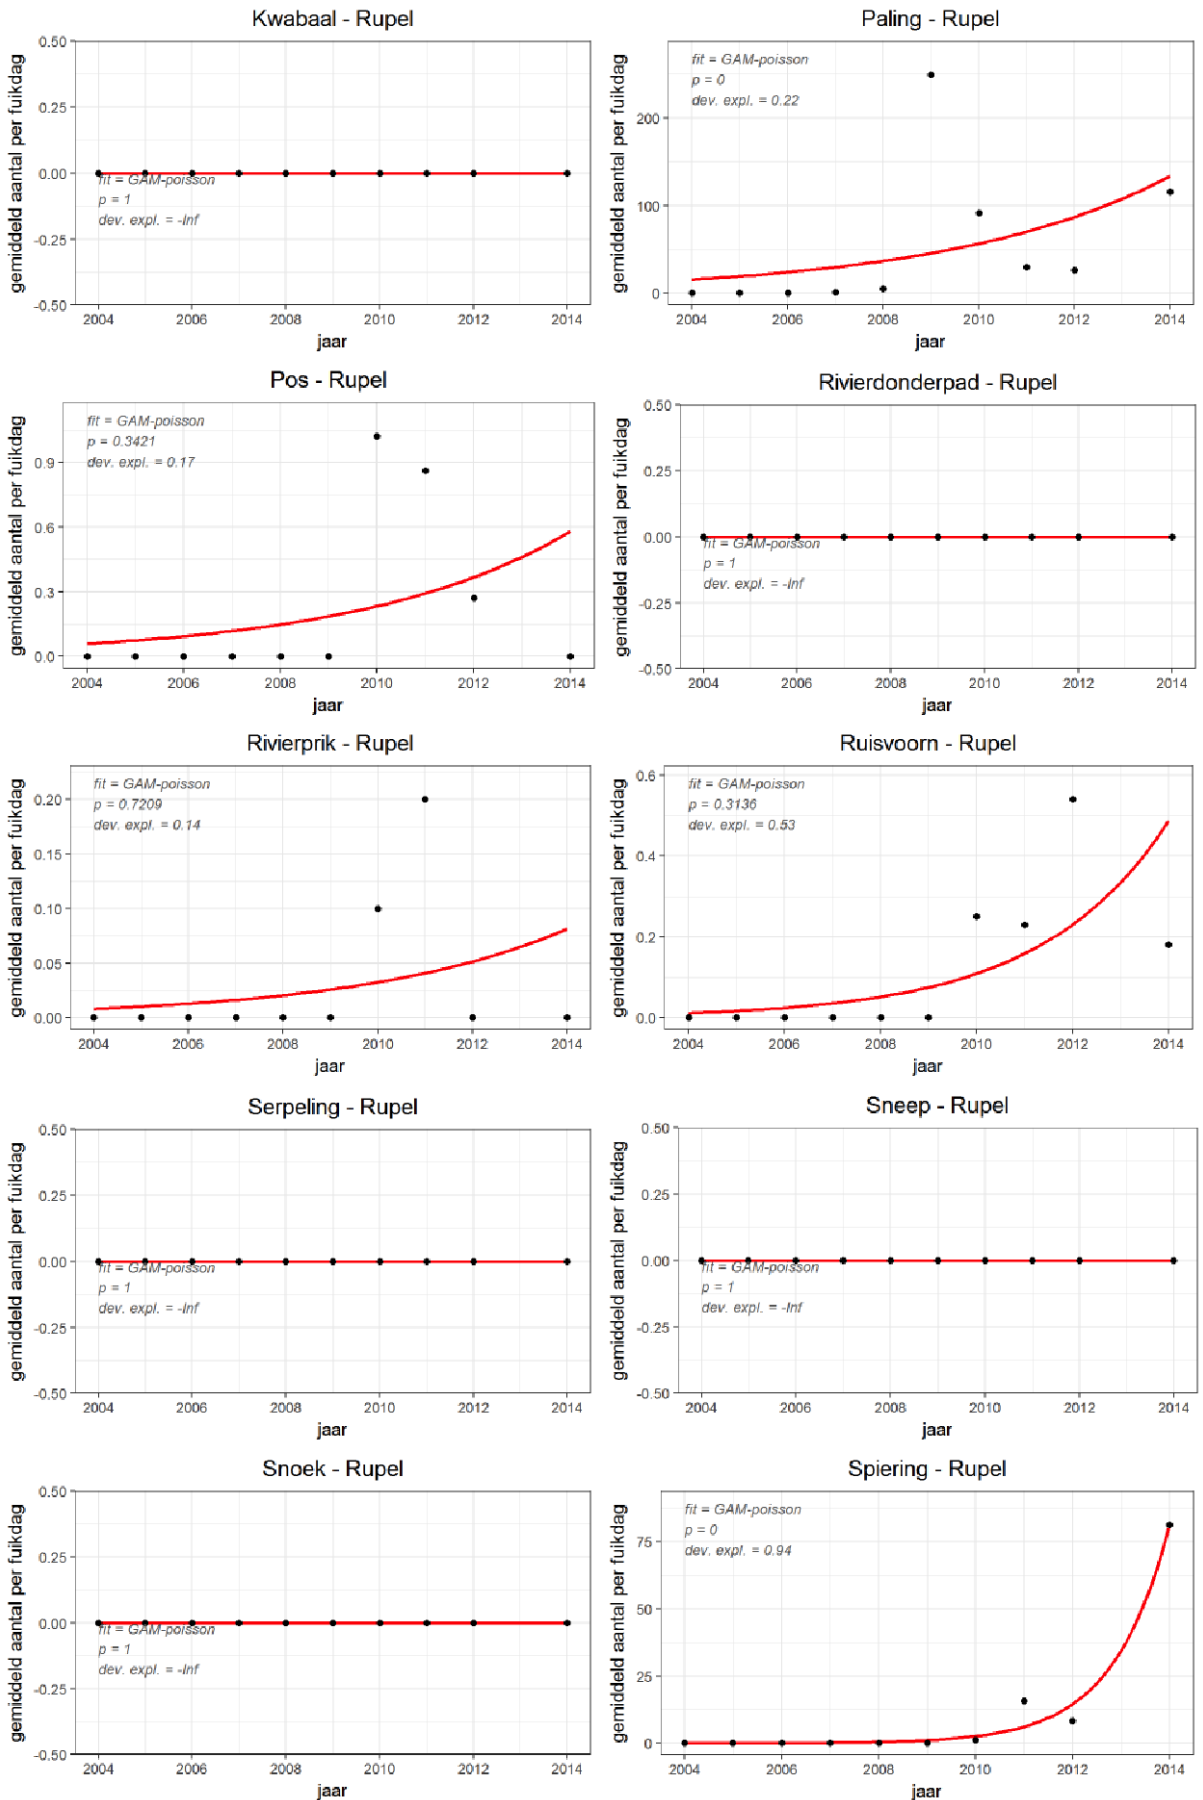 Kwabaal - Rupel
gemiddeld aantal per fuikdag
0.50
0.25
0.00
-0.25
-0.50
fit = GAM-poisson
p = 1
dev. expl. = -Inf
2004 2006 2008 2010 2012 2014
jaar
Paling - Rupel
gemiddeld aantal per fuikdag
200
100
0
fit = GAM-poisson
p = 0
dev. expl. = 0.22
2004 2006 2008 2010 2012 2014
jaar
Pos - Rupel
gemiddeld aantal per fuikdag
0.9
0.6
0.3
0.0
fit = GAM-poisson
p = 0.3421
dev. expl. = 0.17
2004 2006 2008 2010 2012 2014
jaar
Rivierdonderpad - Rupel
gemiddeld aantal per fuikdag
0.50
0.25
0.00
-0.25
-0.50
fit = GAM-poisson
p = 1
dev. expl. = -Inf
2004 2006 2008 2010 2012 2014
jaar
Rivierprik - Rupel
gemiddeld aantal per fuikdag
0.20
0.15
0.10
0.05
0.00
fit = GAM-poisson
p = 0.7209
dev. expl. = 0.14
2004 2006 2008 2010 2012 2014
jaar
Ruisvoorn - Rupel
gemiddeld aantal per fuikdag
0.6
0.4
0.2
0.0
fit = GAM-poisson
p = 0.3136
dev. expl. = 0.53
2004 2006 2008 2010 2012 2014
jaar
Serpeling - Rupel
gemiddeld aantal per fuikdag
0.50
0.25
0.00
-0.25
-0.50
fit = GAM-poisson
p = 1
dev. expl. = -Inf
2004 2006 2008 2010 2012 2014
jaar
Sneep - Rupel
gemiddeld aantal per fuikdag
0.50
0.25
0.00
-0.25
-0.50
fit = GAM-poisson
p = 1
dev. expl. = -Inf
2004 2006 2008 2010 2012 2014
jaar
Snoek - Rupel
gemiddeld aantal per fuikdag
0.50
0.25
0.00
-0.25
-0.50
fit = GAM-poisson
p = 1
dev. expl. = -Inf
2004 2006 2008 2010 2012 2014
jaar
Spiering - Rupel
gemiddeld aantal per fuikdag
75
50
25
0
fit = GAM-poisson
p = 0
dev. expl. = 0.94
2004 2006 2008 2010 2012 2014
jaar